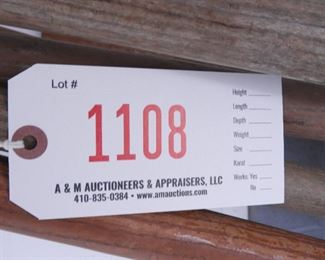 Lot #
1108
A & M AUCTIONEERS & APPRAISERS, LLC
410-835-0384 • www.amauctions.com
Height
Length
Depth
Weight
Size
Karat
Works: Yes
No